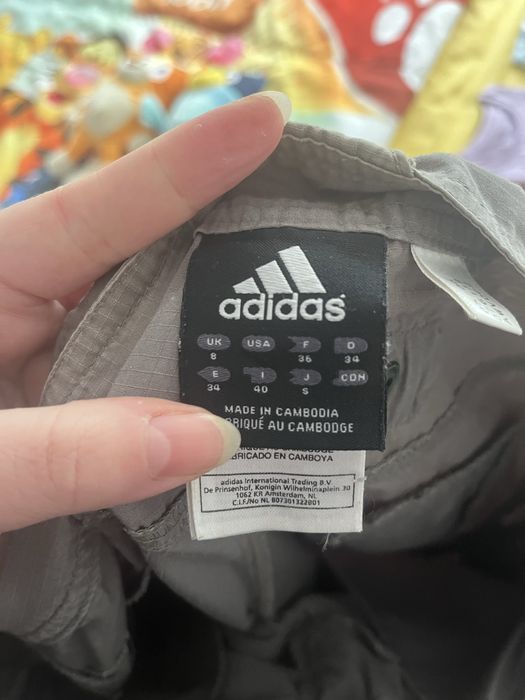 adidas
UK USA F D
8 36 34
E I J CDN
34 40 S
MADE IN CAMBODIA
BRIQUÉ AU CAMBODGE
BRICADO EN CAMBOYA
adidas International Trading B.V.
De Prinsenhof, Konigin Wilhelminaplein 30
1062 KR Amsterdam, NL
C.I.F./No NL 807301322B01